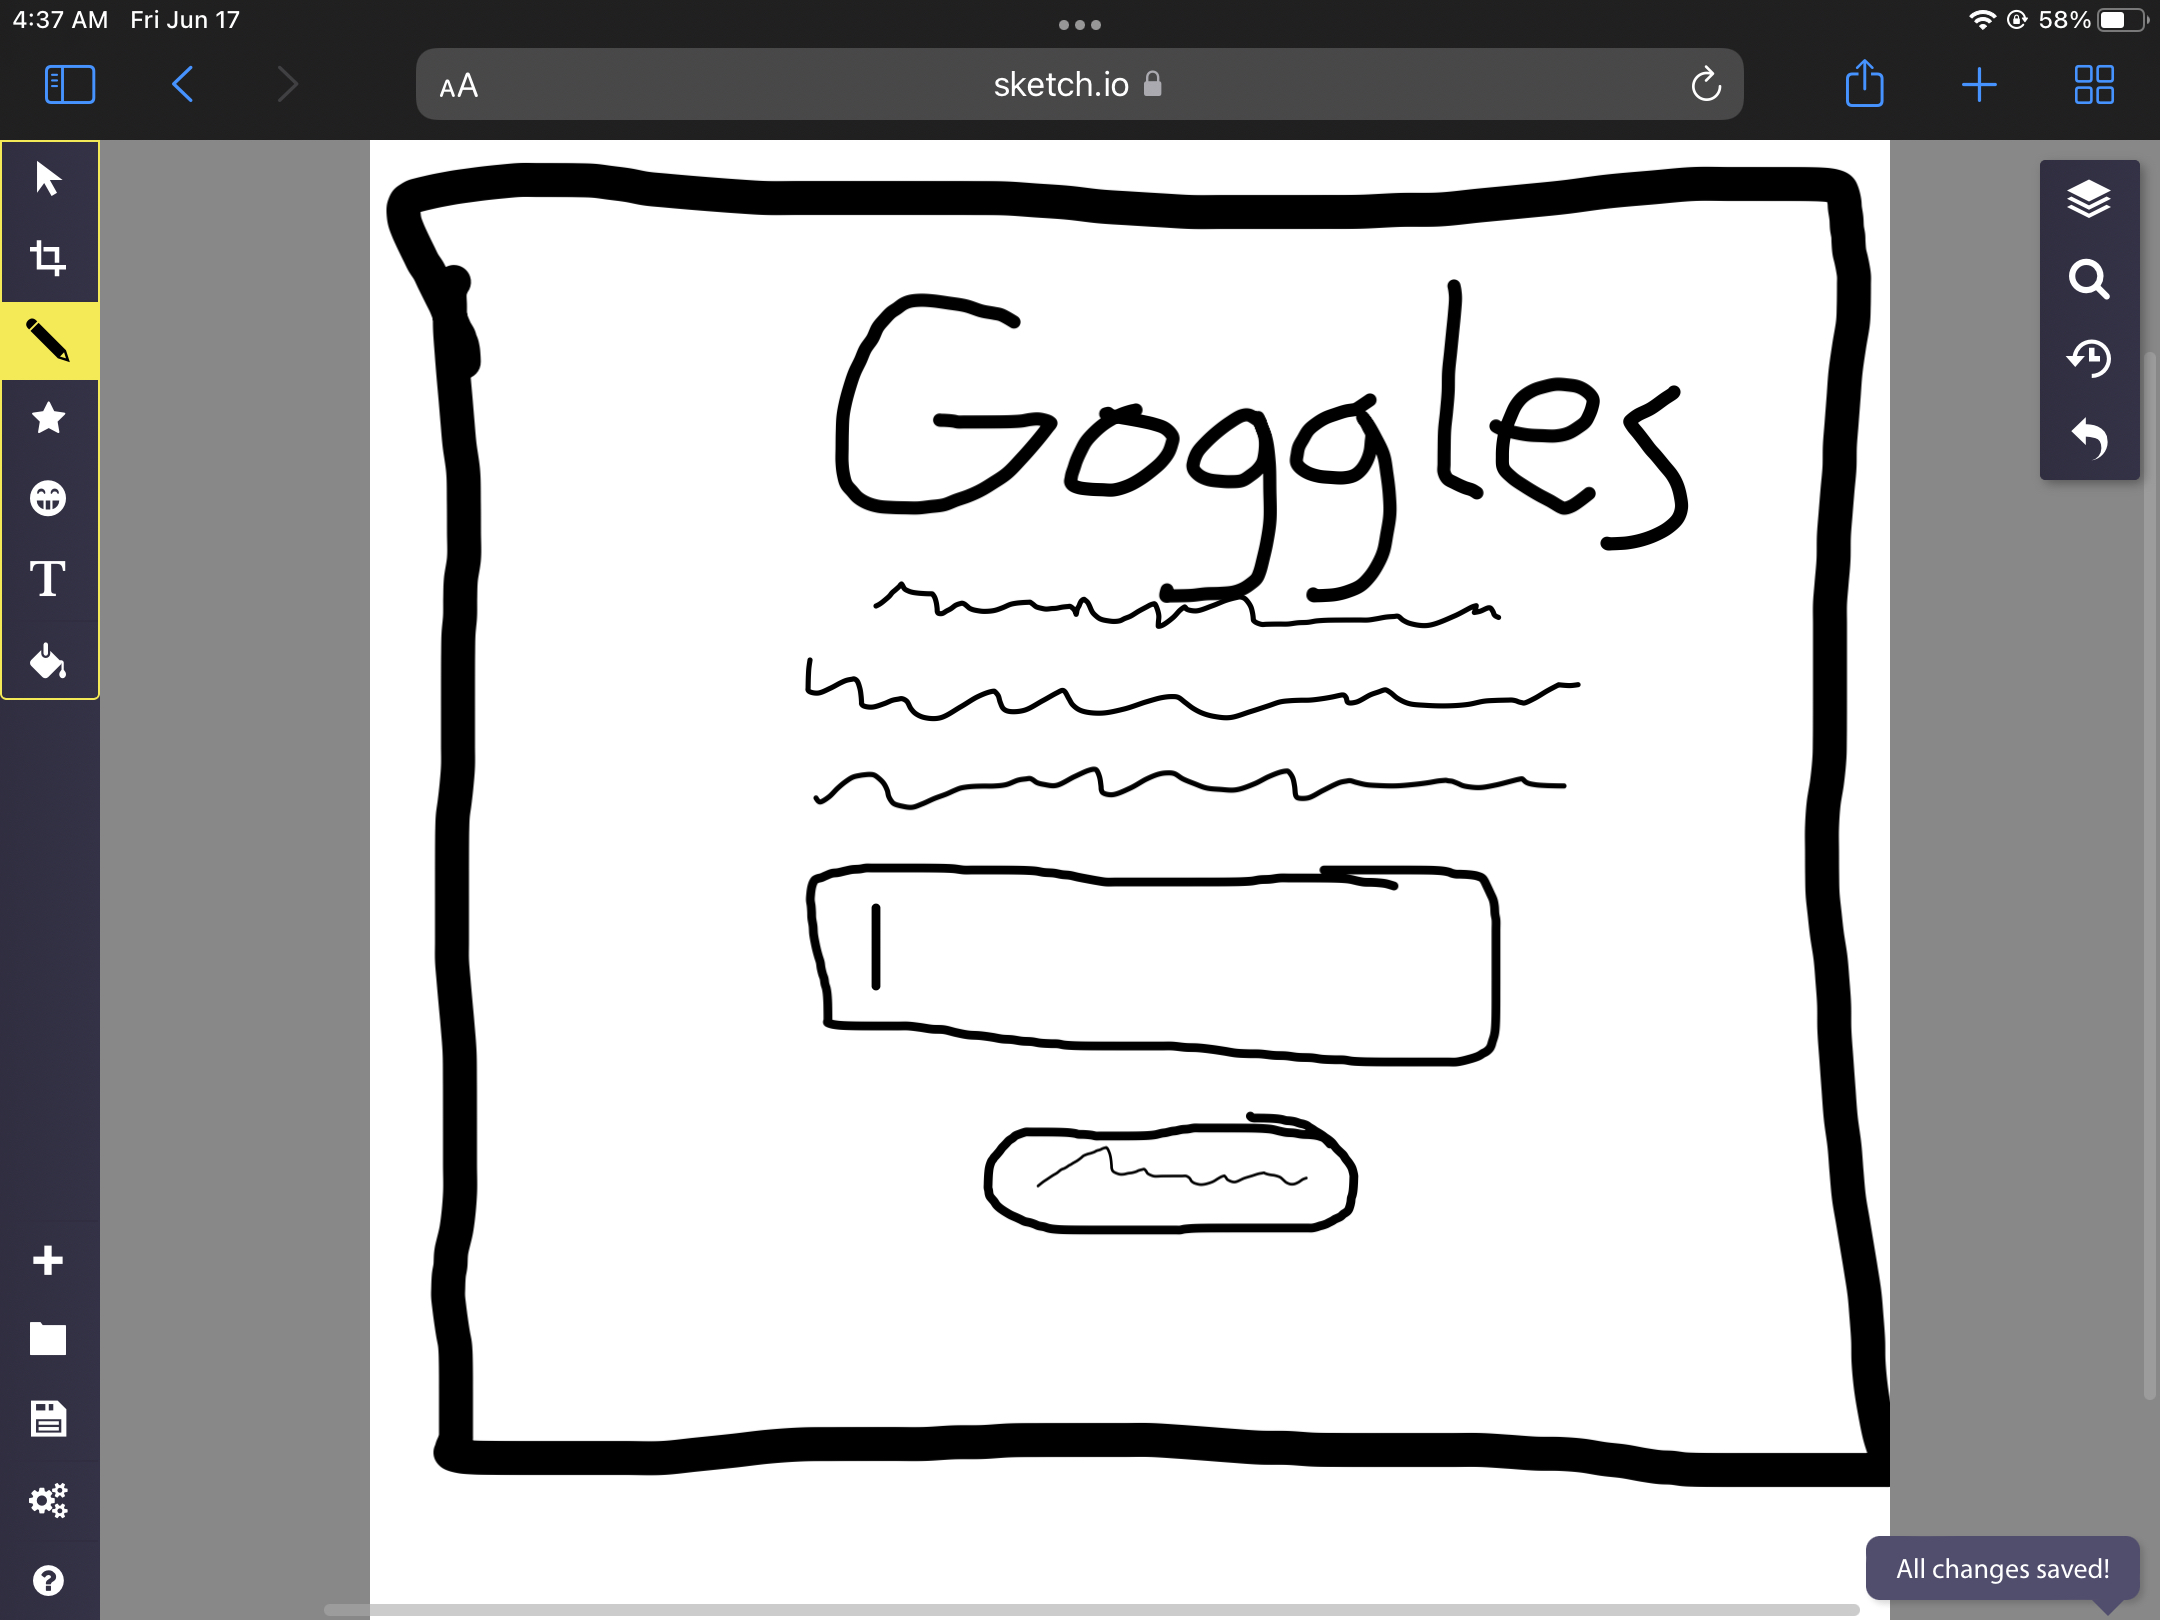 4:37 AM Fri Jun 17
58%
AA
sketch.io
Goggles
T
All changes saved!